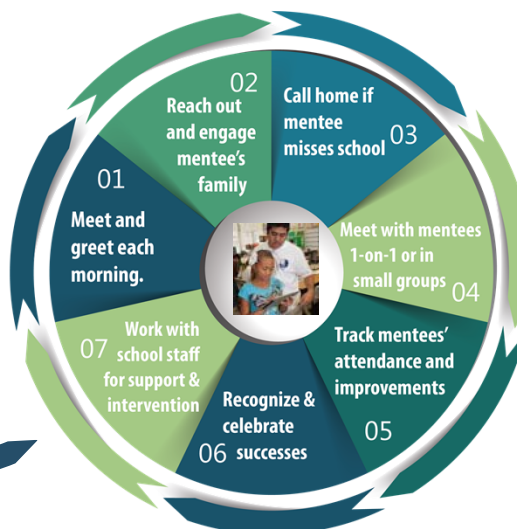 01
Meet and
greet each
morning.
02
Reach out
and engage
mentee's
family
Call home if
mentee
misses school
03
Meet with mentees
1-on-1 or in
small groups
04
Track mentees'
attendance and
improvements
05
Recognize &
celebrate
06 successes
Work with
07 school staff
for support &
intervention